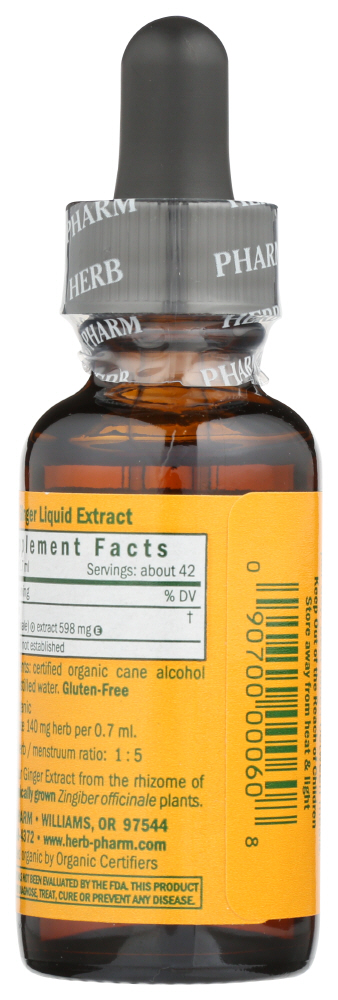 PHARM
HERB
PHARM
PHARM
Liquid Extract
Facts
Servings: about 42
% DV
†
extract 598 mg
not established
certified organic cane alcohol
water. Gluten-Free
140 mg herb per 0.7 ml.
/ menstruum ratio: 1 : 5
Ginger Extract from the rhizome of
grown Zingiber officinale plants.
• WILLIAMS, OR 97544
• www.herb-pharm.com
organic by Organic Certifiers
NOT BEEN EVALUATED BY THE FDA. THIS PRODUCT
TREAT, CURE OR PREVENT ANY DISEASE.
0 90700 00060 8
Keep Out of the Reach of Children
Store away from heat & light